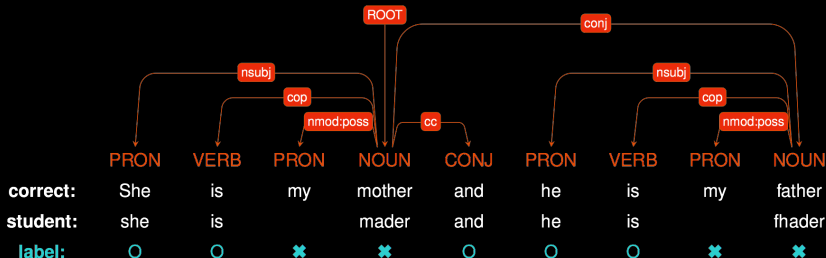 ROOT
conj
nsubj nsubj
cop cop
nmod:poss cc nmod:poss
PRON VERB PRON NOUN CONJ PRON VERB PRON NOUN
correct: She is my mother and he is my father
student: she is mader and he is fhader
label: O O ✖ ✖ O O O ✖ ✖